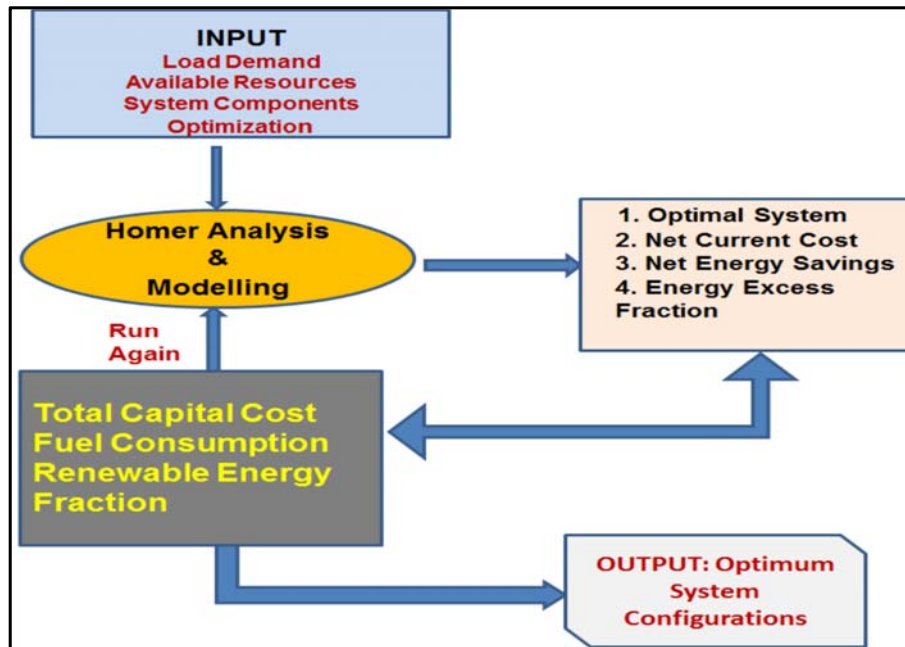 INPUT
Load Demand
Available Resources
System Components
Optimization
Homer Analysis
&
Modelling
1. Optimal System
2. Net Current Cost
3. Net Energy Savings
4. Energy Excess
Fraction
Run
Again
Total Capital Cost
Fuel Consumption
Renewable Energy
Fraction
OUTPUT: Optimum
System
Configurations